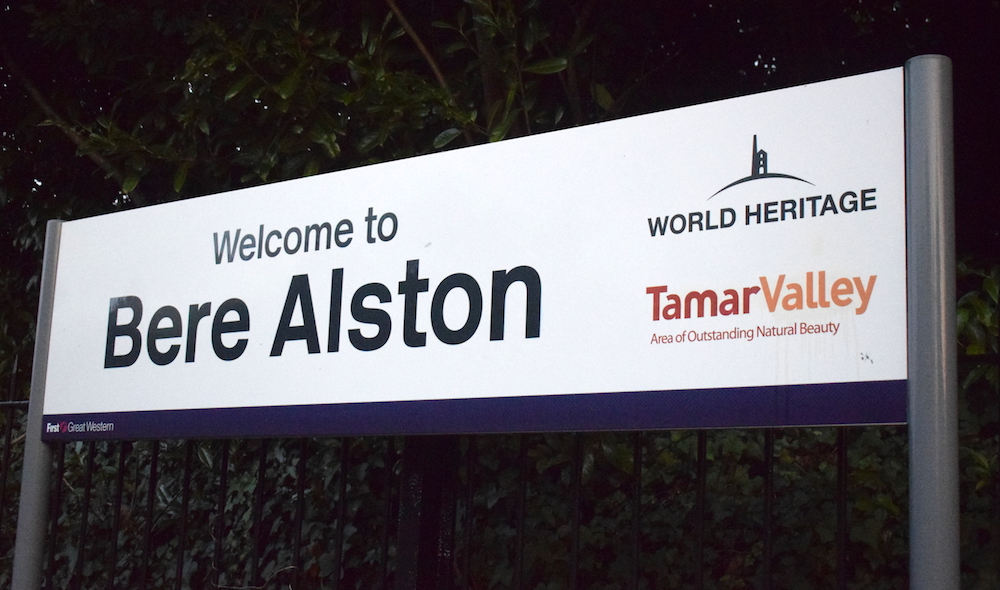 Welcome to
Bere Alston
WORLD HERITAGE
TamarValley
Area of Outstanding Natural Beauty
First Great Western